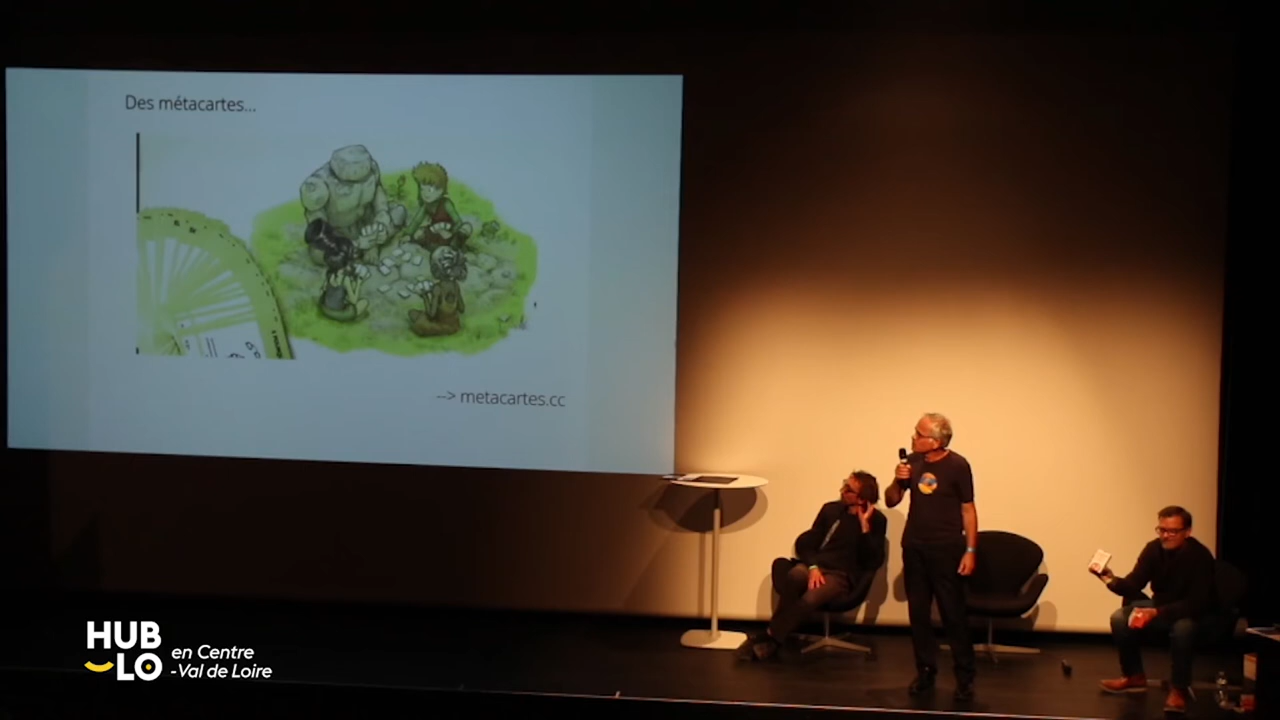 Des métacartes...
--> metacartes.cc
HUB
LO
en Centre
-Val de Loire